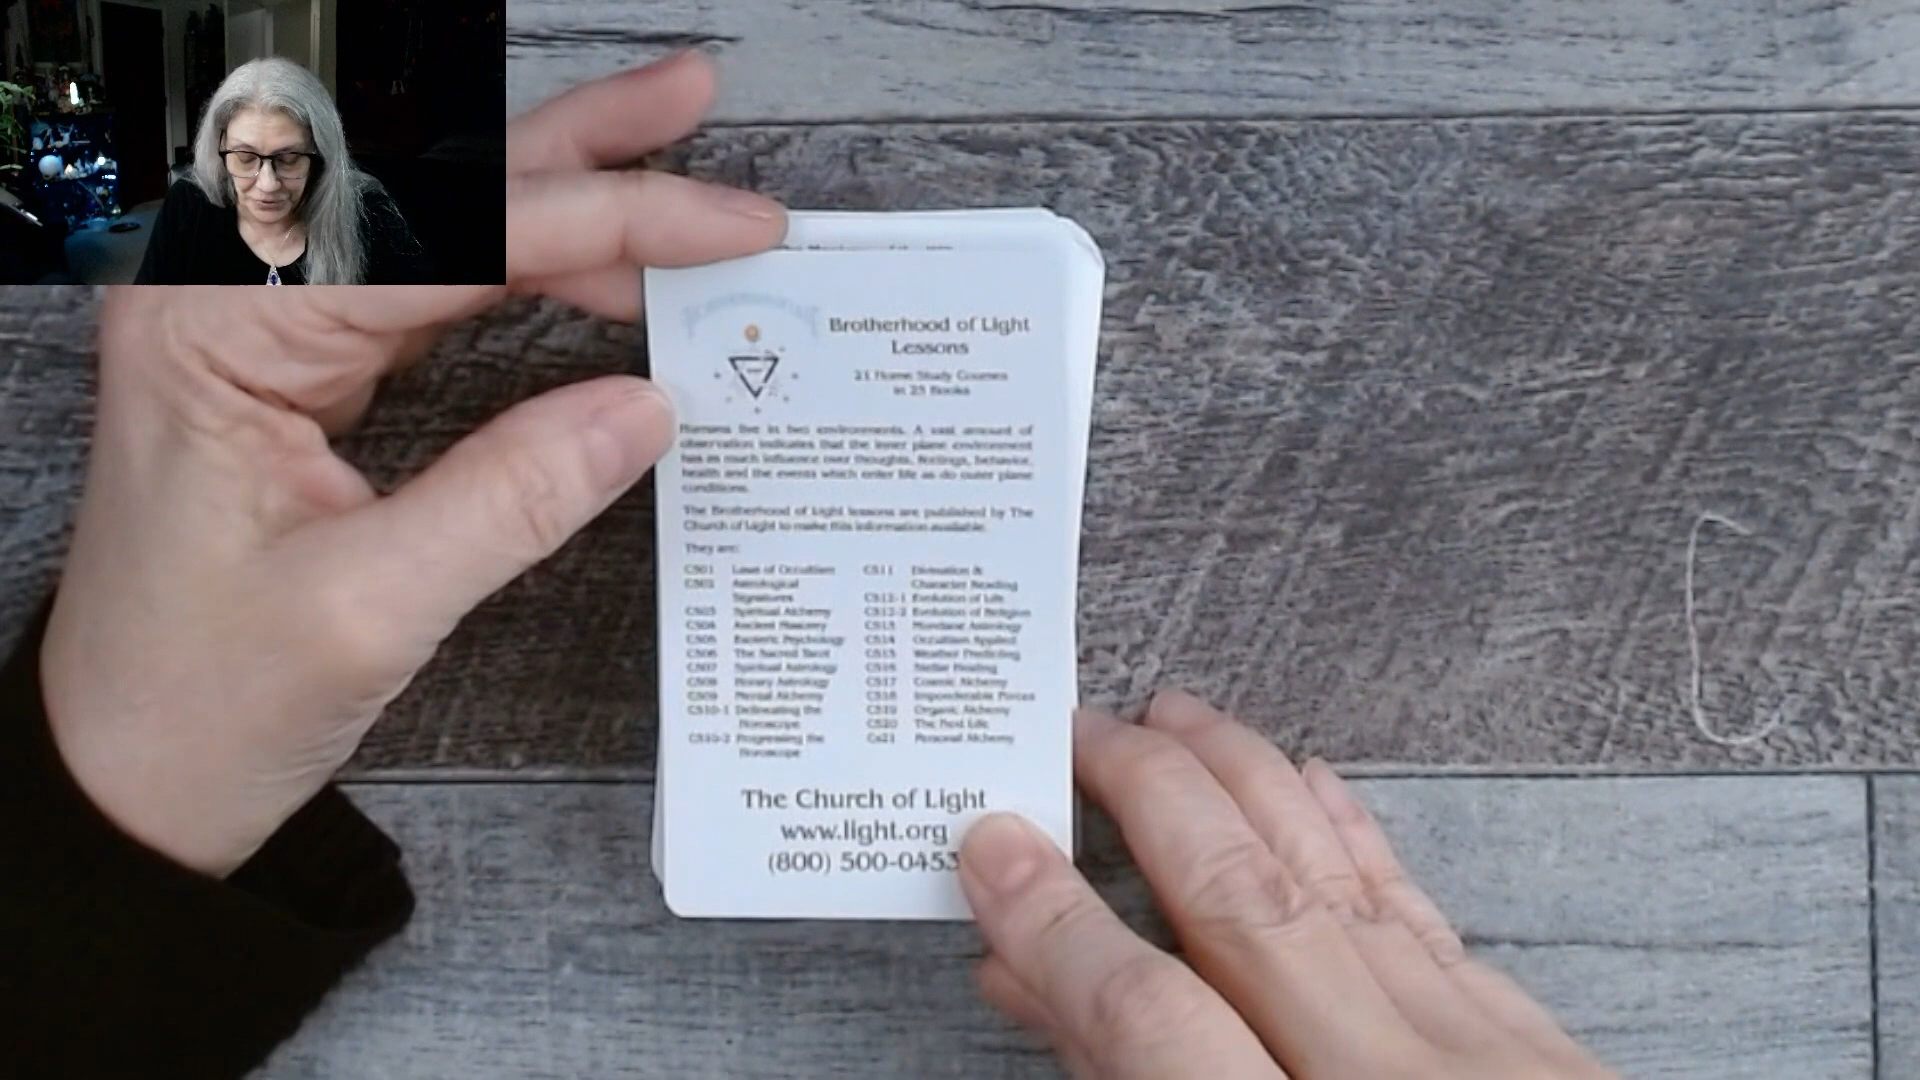 Brotherhood of Light
Lessons
21 Home Study Courses
in 23 Books
Humans live in two environments. A vast amount of
observation indicates that the inner plane environment
has as much influence over thoughts, feelings, behavior,
health and the events which enter life as do outer plane
conditions.
The Brotherhood of Light lessons are published by The
Church of Light to make this information available.
They are:
CS01 Laws of Occultism
CS02 Astrological
Signatures
CS03 Spiritual Alchemy
CS04 Ancient Masonry
CS05 Esoteric Psychology
CS06 The Sacred Tarot
CS07 Spiritual Astrology
CS08 Horary Astrology
CS09 Mental Alchemy
CS10-1 Delineating the
Horoscope
CS10-2 Progressing the
Horoscope
CS11 Divination &
Character Reading
CS12-1 Evolution of Life
CS12-2 Evolution of Religion
CS13 Mundane Astrology
CS14 Occultism Applied
CS15 Weather Predicting
CS16 Stellar Healing
CS17 Cosmic Alchemy
CS18 Imponderable Forces
CS19 Organic Alchemy
CS20 The Next Life
Cs21 Personal Alchemy
The Church of Light
www.light.org
(800) 500-0453